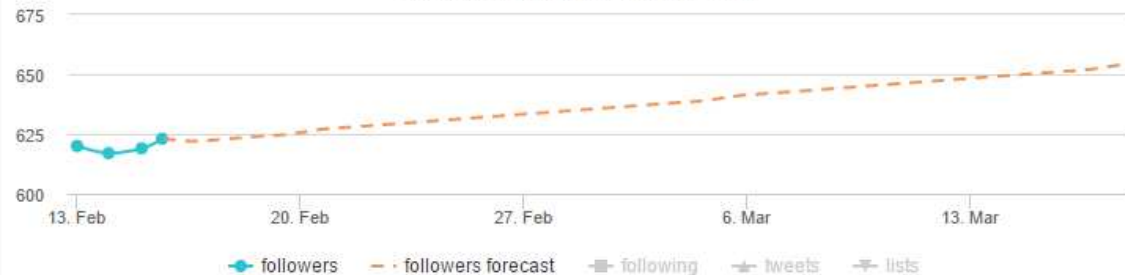 675
650
625
600
13. Feb 20. Feb 27. Feb 6. Mar 13. Mar
followers followers forecast following tweets lists